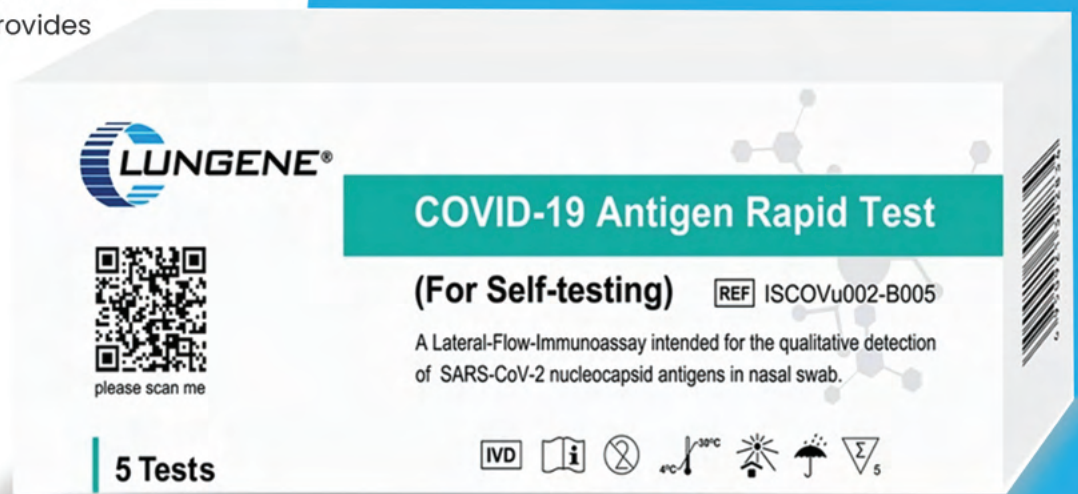 rovides
LUNGENE®
COVID-19 Antigen Rapid Test
(For Self-testing) REF ISCOVu002-B005
A Lateral-Flow-Immunoassay intended for the qualitative detection
of SARS-CoV-2 nucleocapsid antigens in nasal swab.
please scan me
5 Tests
IVD i 2 4°C 30°C Σ 5